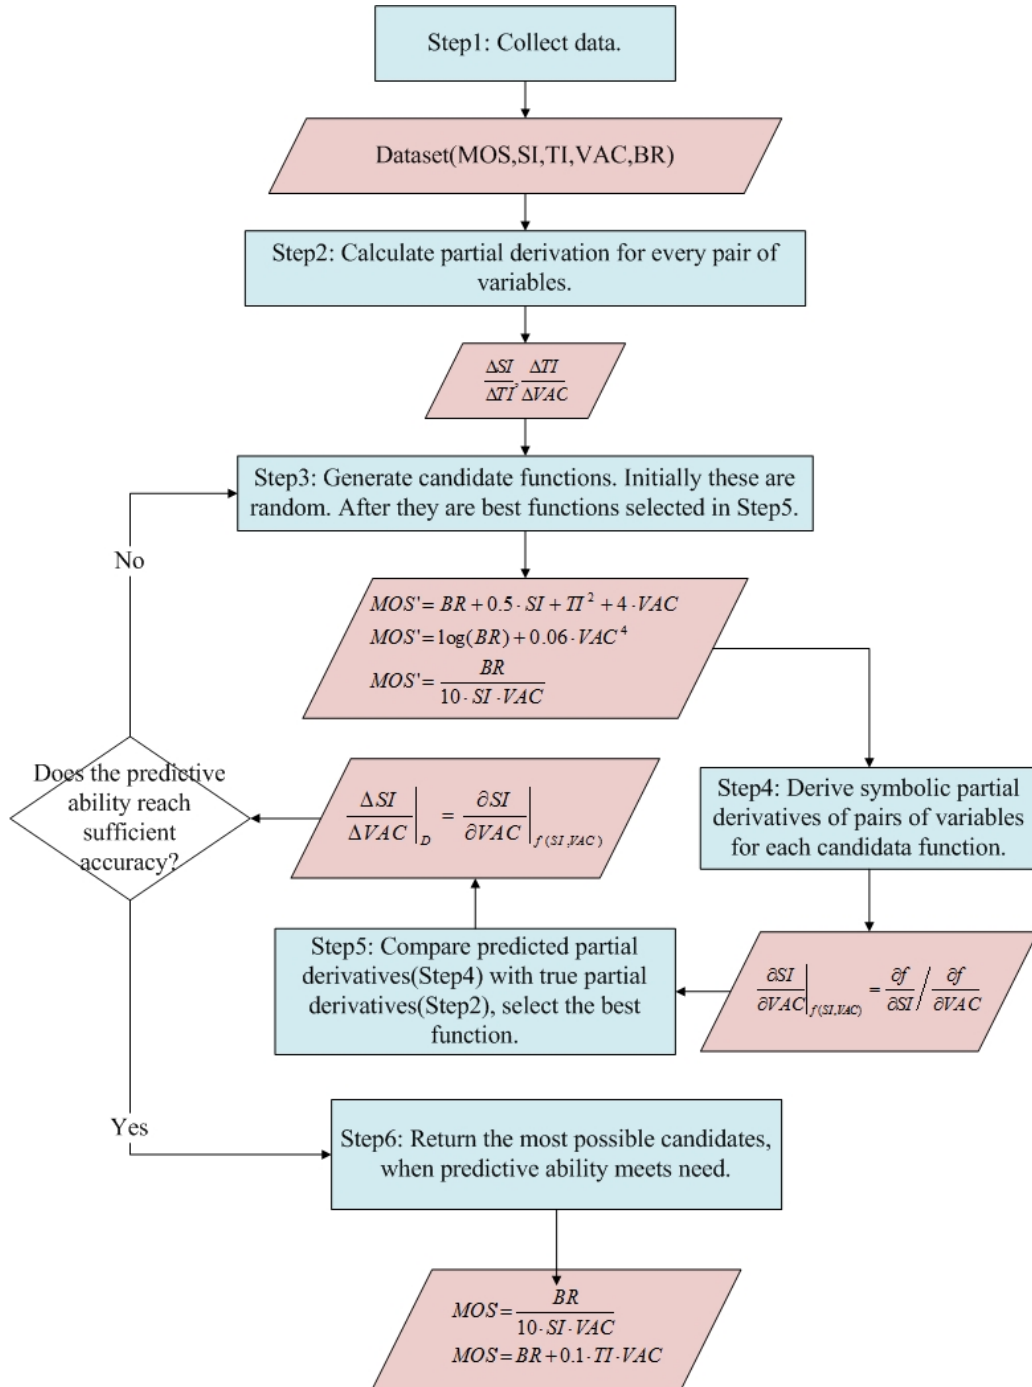 Step1: Collect data.
Dataset(MOS,SI,TI,VAC,BR)
Step2: Calculate partial derivation for every pair of
variables.
ΔSI/ΔTI, ΔTI/ΔVAC
Step3: Generate candidate functions. Initially these are
random. After they are best functions selected in Step5.
No
MOS'= BR + 0.5 · SI + TI² + 4 · VAC
MOS'= log(BR) + 0.06 · VAC⁴
MOS'= BR / 10 · SI · VAC
Step4: Derive symbolic partial
derivatives of pairs of variables
for each candidata function.
∂SI/∂VAC|f(SI,VAC) = ∂f/∂SI / ∂f/∂VAC
Step5: Compare predicted partial
derivatives(Step4) with true partial
derivatives(Step2), select the best
function.
ΔSI/ΔVAC|D = ∂SI/∂VAC|f(SI,VAC)
Does the predictive
ability reach
sufficient
accuracy?
Yes
Step6: Return the most possible candidates,
when predictive ability meets need.
MOS = BR / 10 · SI · VAC
MOS = BR + 0.1 · TI · VAC